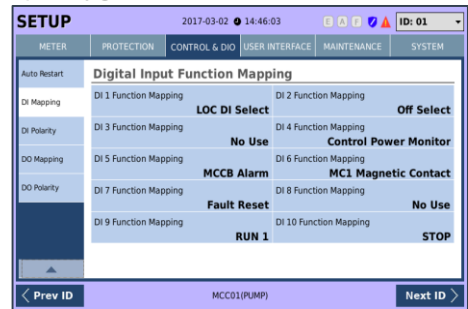 SETUP
2017-03-02 14:46:03
E A F
ID: 01
METER PROTECTION CONTROL & DIO USER INTERFACE MAINTENANCE SYSTEM
Auto Restart
DI Mapping
DI Polarity
DO Mapping
DO Polarity
Digital Input Function Mapping
DI 1 Function Mapping
LOC DI Select
DI 2 Function Mapping
Off Select
DI 3 Function Mapping
No Use
DI 4 Function Mapping
Control Power Monitor
DI 5 Function Mapping
MCCB Alarm
DI 6 Function Mapping
MC1 Magnetic Contact
DI 7 Function Mapping
Fault Reset
DI 8 Function Mapping
No Use
DI 9 Function Mapping
RUN 1
DI 10 Function Mapping
STOP
Prev ID
MCC01(PUMP)
Next ID